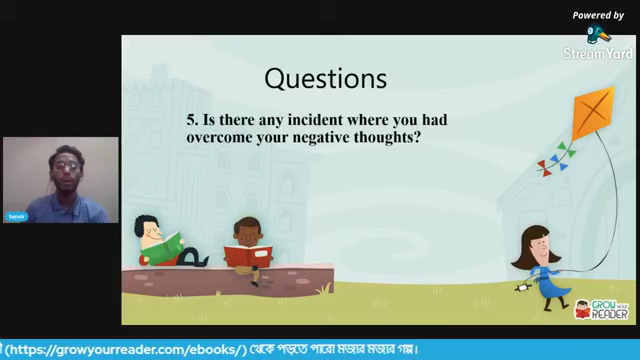 Powered by
StreamYard
Questions
5. Is there any incident where you had
overcome your negative thoughts?
tanvir
GROW YOUR
READER
(https://growyourreader.com/ebooks/) থেকে পড়তে পারো মজার মজার গল্প।